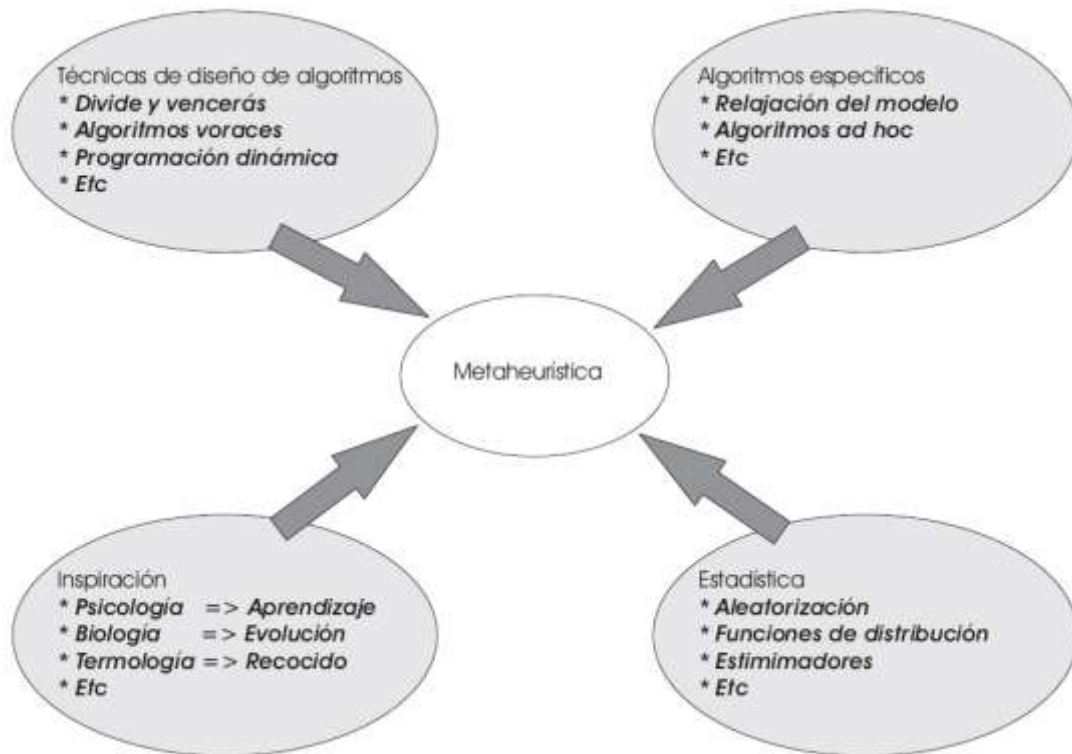 Técnicas de diseño de algoritmos
* Divide y vencerás
* Algoritmos voraces
* Programación dinámica
* Etc
Algoritmos específicos
* Relajación del modelo
* Algoritmos ad hoc
* Etc
Metaheurística
Inspiración
* Psicología => Aprendizaje
* Biología => Evolución
* Termología => Recocido
* Etc
Estadística
* Aleatorización
* Funciones de distribución
* Estimimadores
* Etc